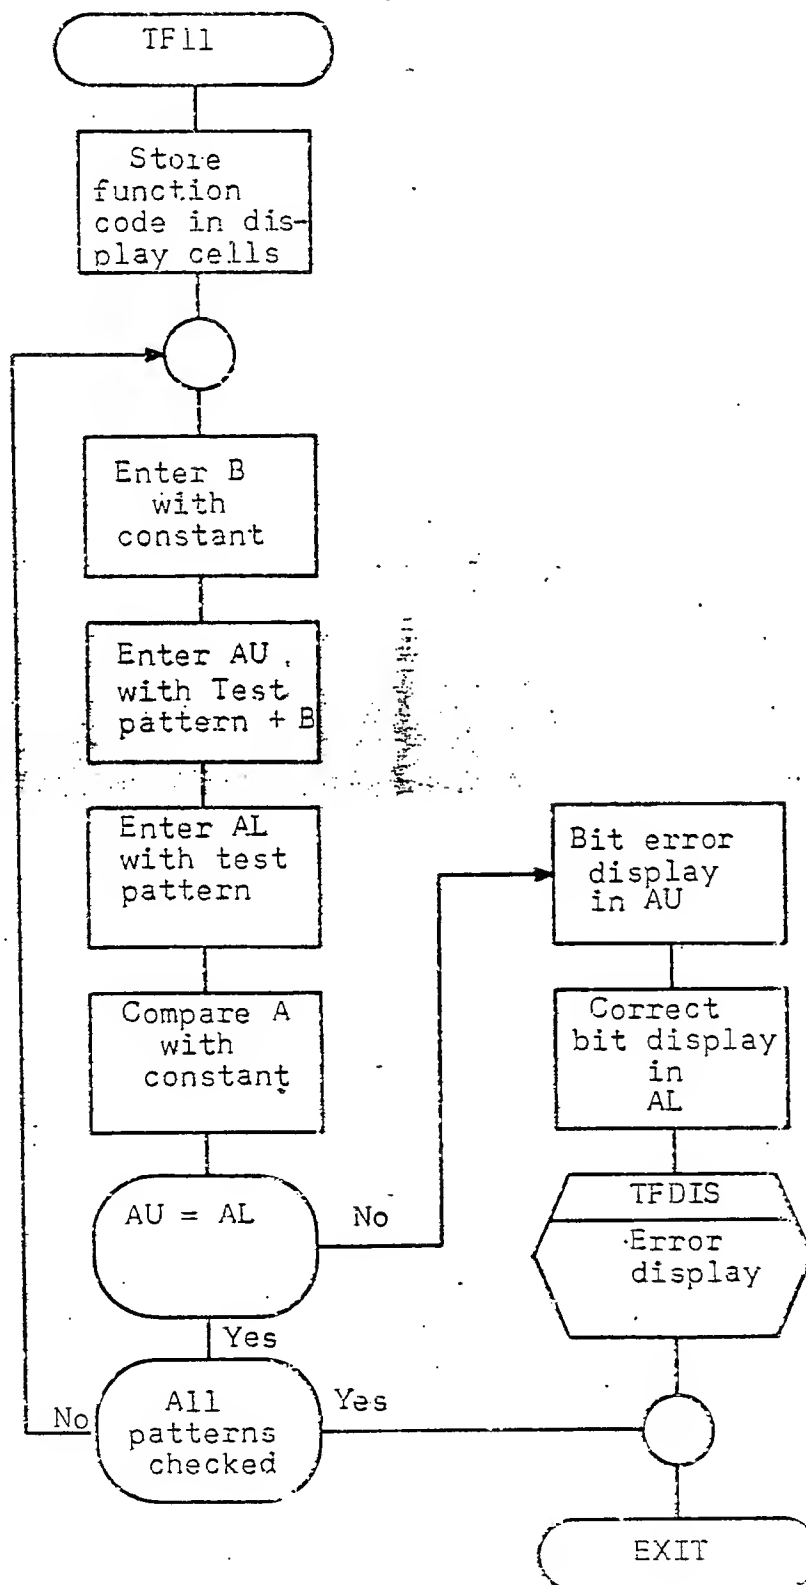 TF11
Store
function
code in dis-
play cells
Enter B
with
constant
Enter AU
with Test
pattern + B
Enter AL
with test
pattern
Compare A
with
constant
AU = AL
No
Yes
All
patterns
checked
No
Yes
Bit error
display
in AU
Correct
bit display
in
AL
TFDIS
Error
display
EXIT